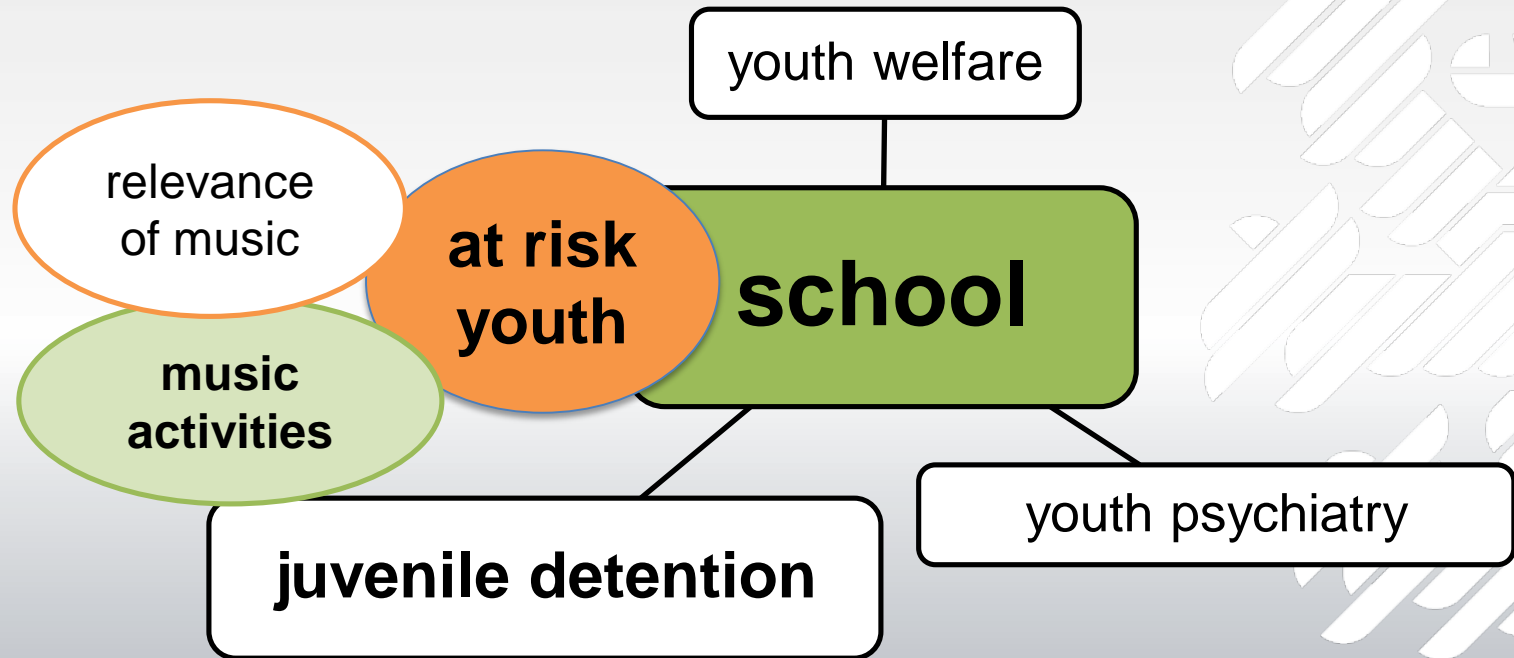 youth welfare
relevance
of music
at risk
youth
school
music
activities
youth psychiatry
juvenile detention